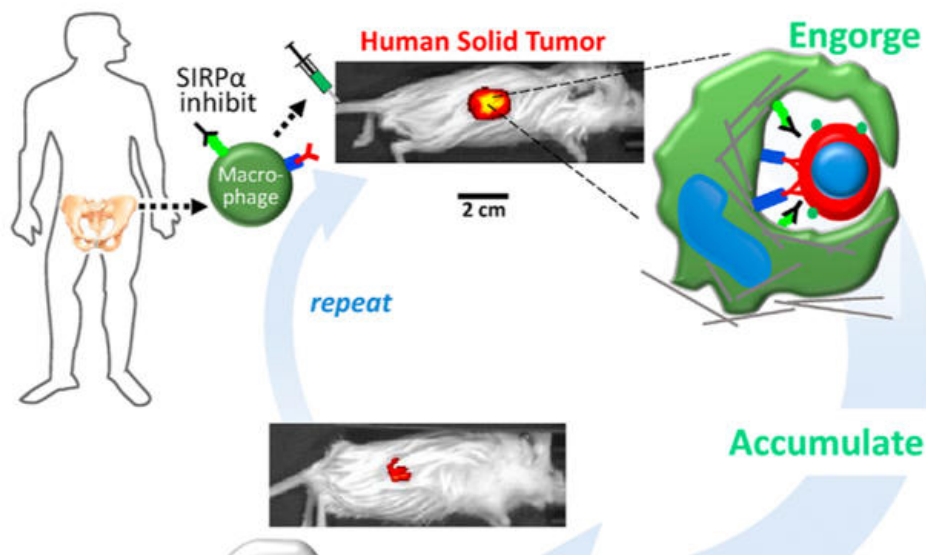 Human Solid Tumor
Engorge
SIRPα
inhibit
Macro-
phage
2 cm
repeat
Accumulate